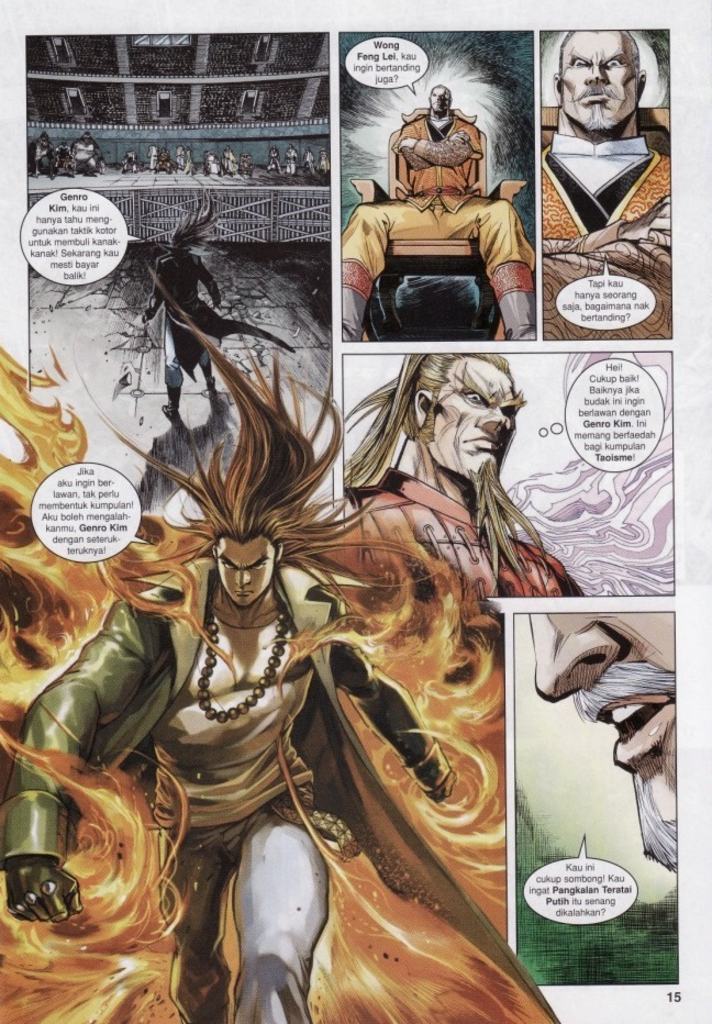 Genro
Kim, kau ini
hanya tahu meng-
gunakan taktik kotor
untuk membuli kanak-
kanak! Sekarang kau
mesti bayar
balik!
Wong
Feng Lei, kau
ingin bertanding
juga?
Tapi kau
hanya seorang
saja, bagaimana nak
bertanding?
Hei!
Cukup baik!
Baiknya jika
budak ini ingin
berlawan dengan
Genro Kim. Ini
memang berfaedah
bagi kumpulan
Taoisme!
Jika
aku ingin ber-
lawan, tak perlu
membentuk kumpulan!
Aku boleh mengalah-
kanmu, Genro Kim
dengan seteruk-
teruknya!
Kau ini
cukup sombong! Kau
ingat Pangkalan Teratai
Putih itu senang
dikalahkan?
15